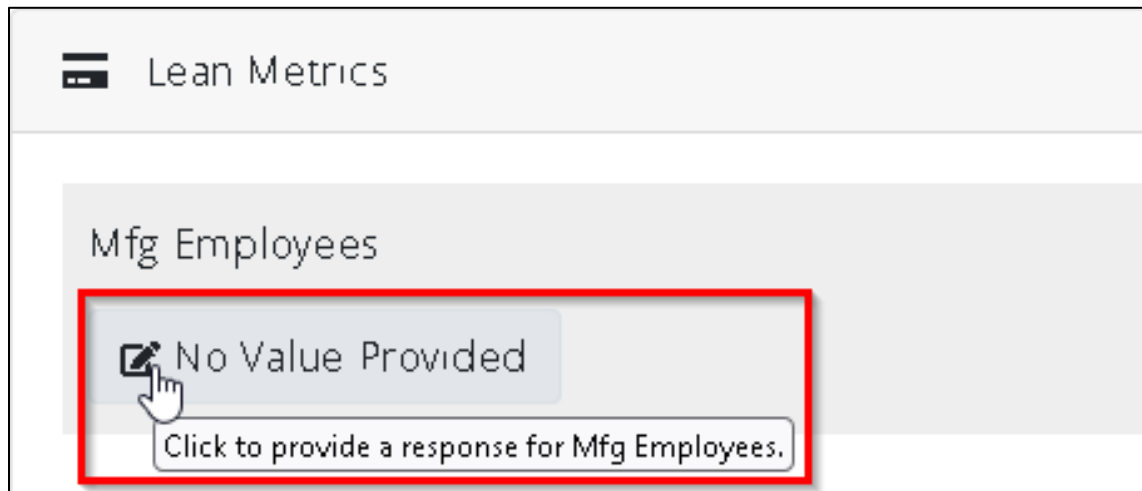 Lean Metrics
Mfg Employees
No Value Provided
Click to provide a response for Mfg Employees.